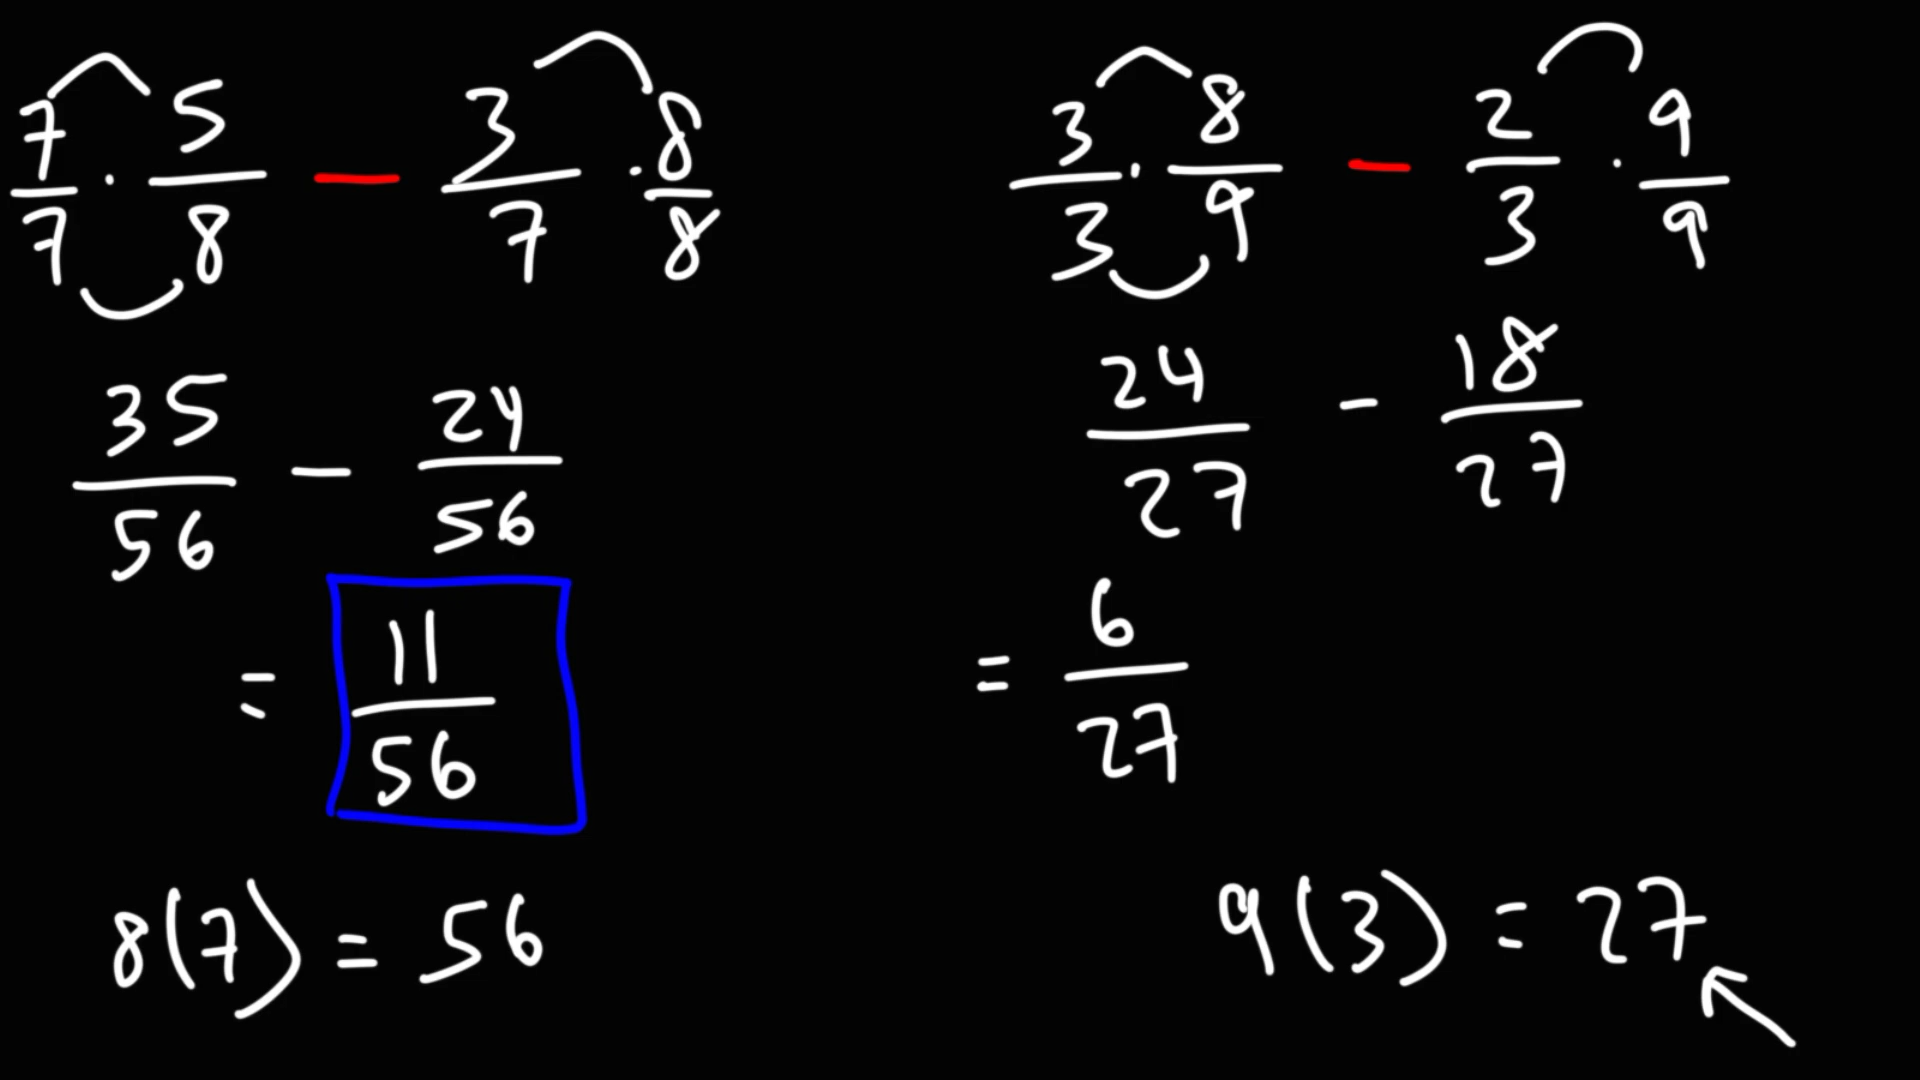 7/7 · 5/8 − 3/7 · 8/8
35/56 − 24/56
= 11/56
8(7) = 56
3/3 · 8/9 − 2/3 · 9/9
24/27 − 18/27
= 6/27
9(3) = 27